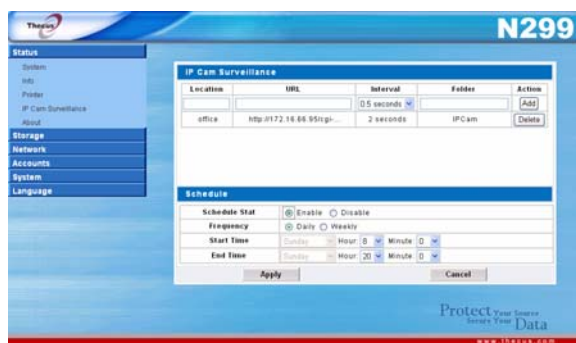 Thecus
N299
Status
System
Info
Printer
IP Cam Surveillance
About
Storage
Network
Accounts
System
Language
IP Cam Surveillance
Location URL Interval Folder Action
0.5 seconds Add
office http://172.16.66.95/cgi-... 2 seconds IPCam Delete
Schedule
Schedule Stat Enable Disable
Frequency Daily Weekly
Start Time Sunday Hour: 8 Minute: 0
End Time Sunday Hour: 20 Minute: 0
Apply Cancel
Protect Your Source
Secure Your Data
www.thecus.com